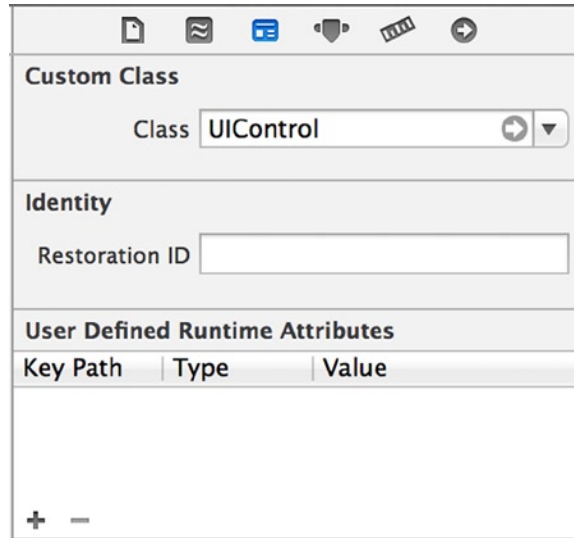 Custom Class
Class UIControl
Identity
Restoration ID
User Defined Runtime Attributes
Key Path Type Value